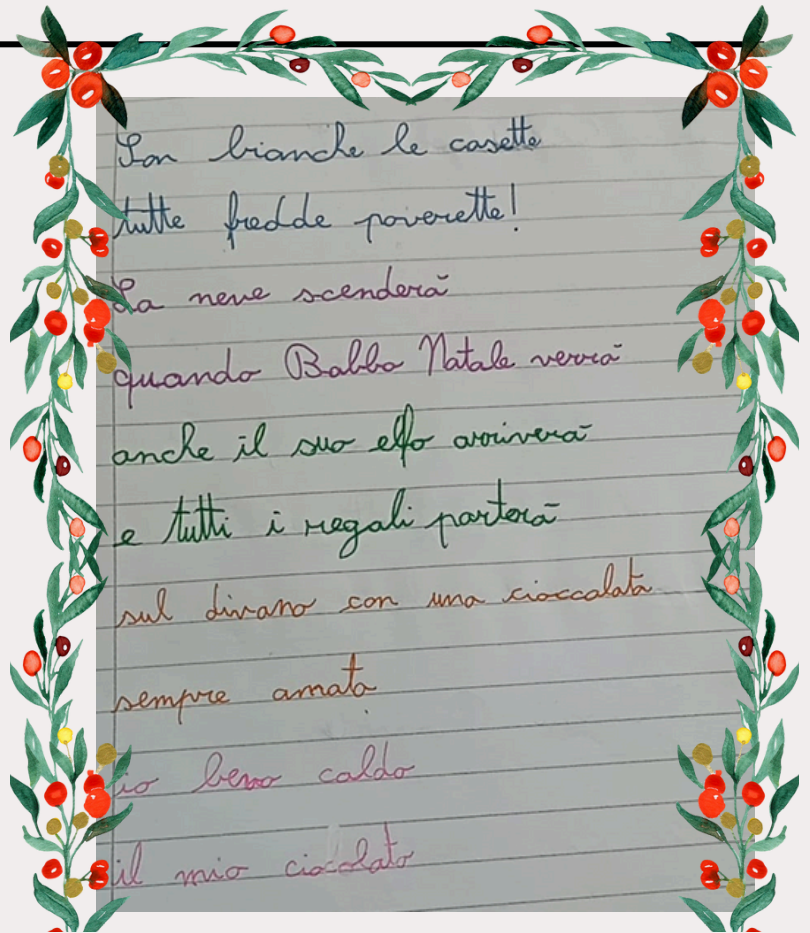 Son bianche le casette
tutte fredde poverette!
La neve scenderà
quando Babbo Natale verrà
anche il suo elfo arriverà
e tutti i regali porterà
sul divano con una cioccolata
sempre amata
io bevo caldo
il mio ciocolato